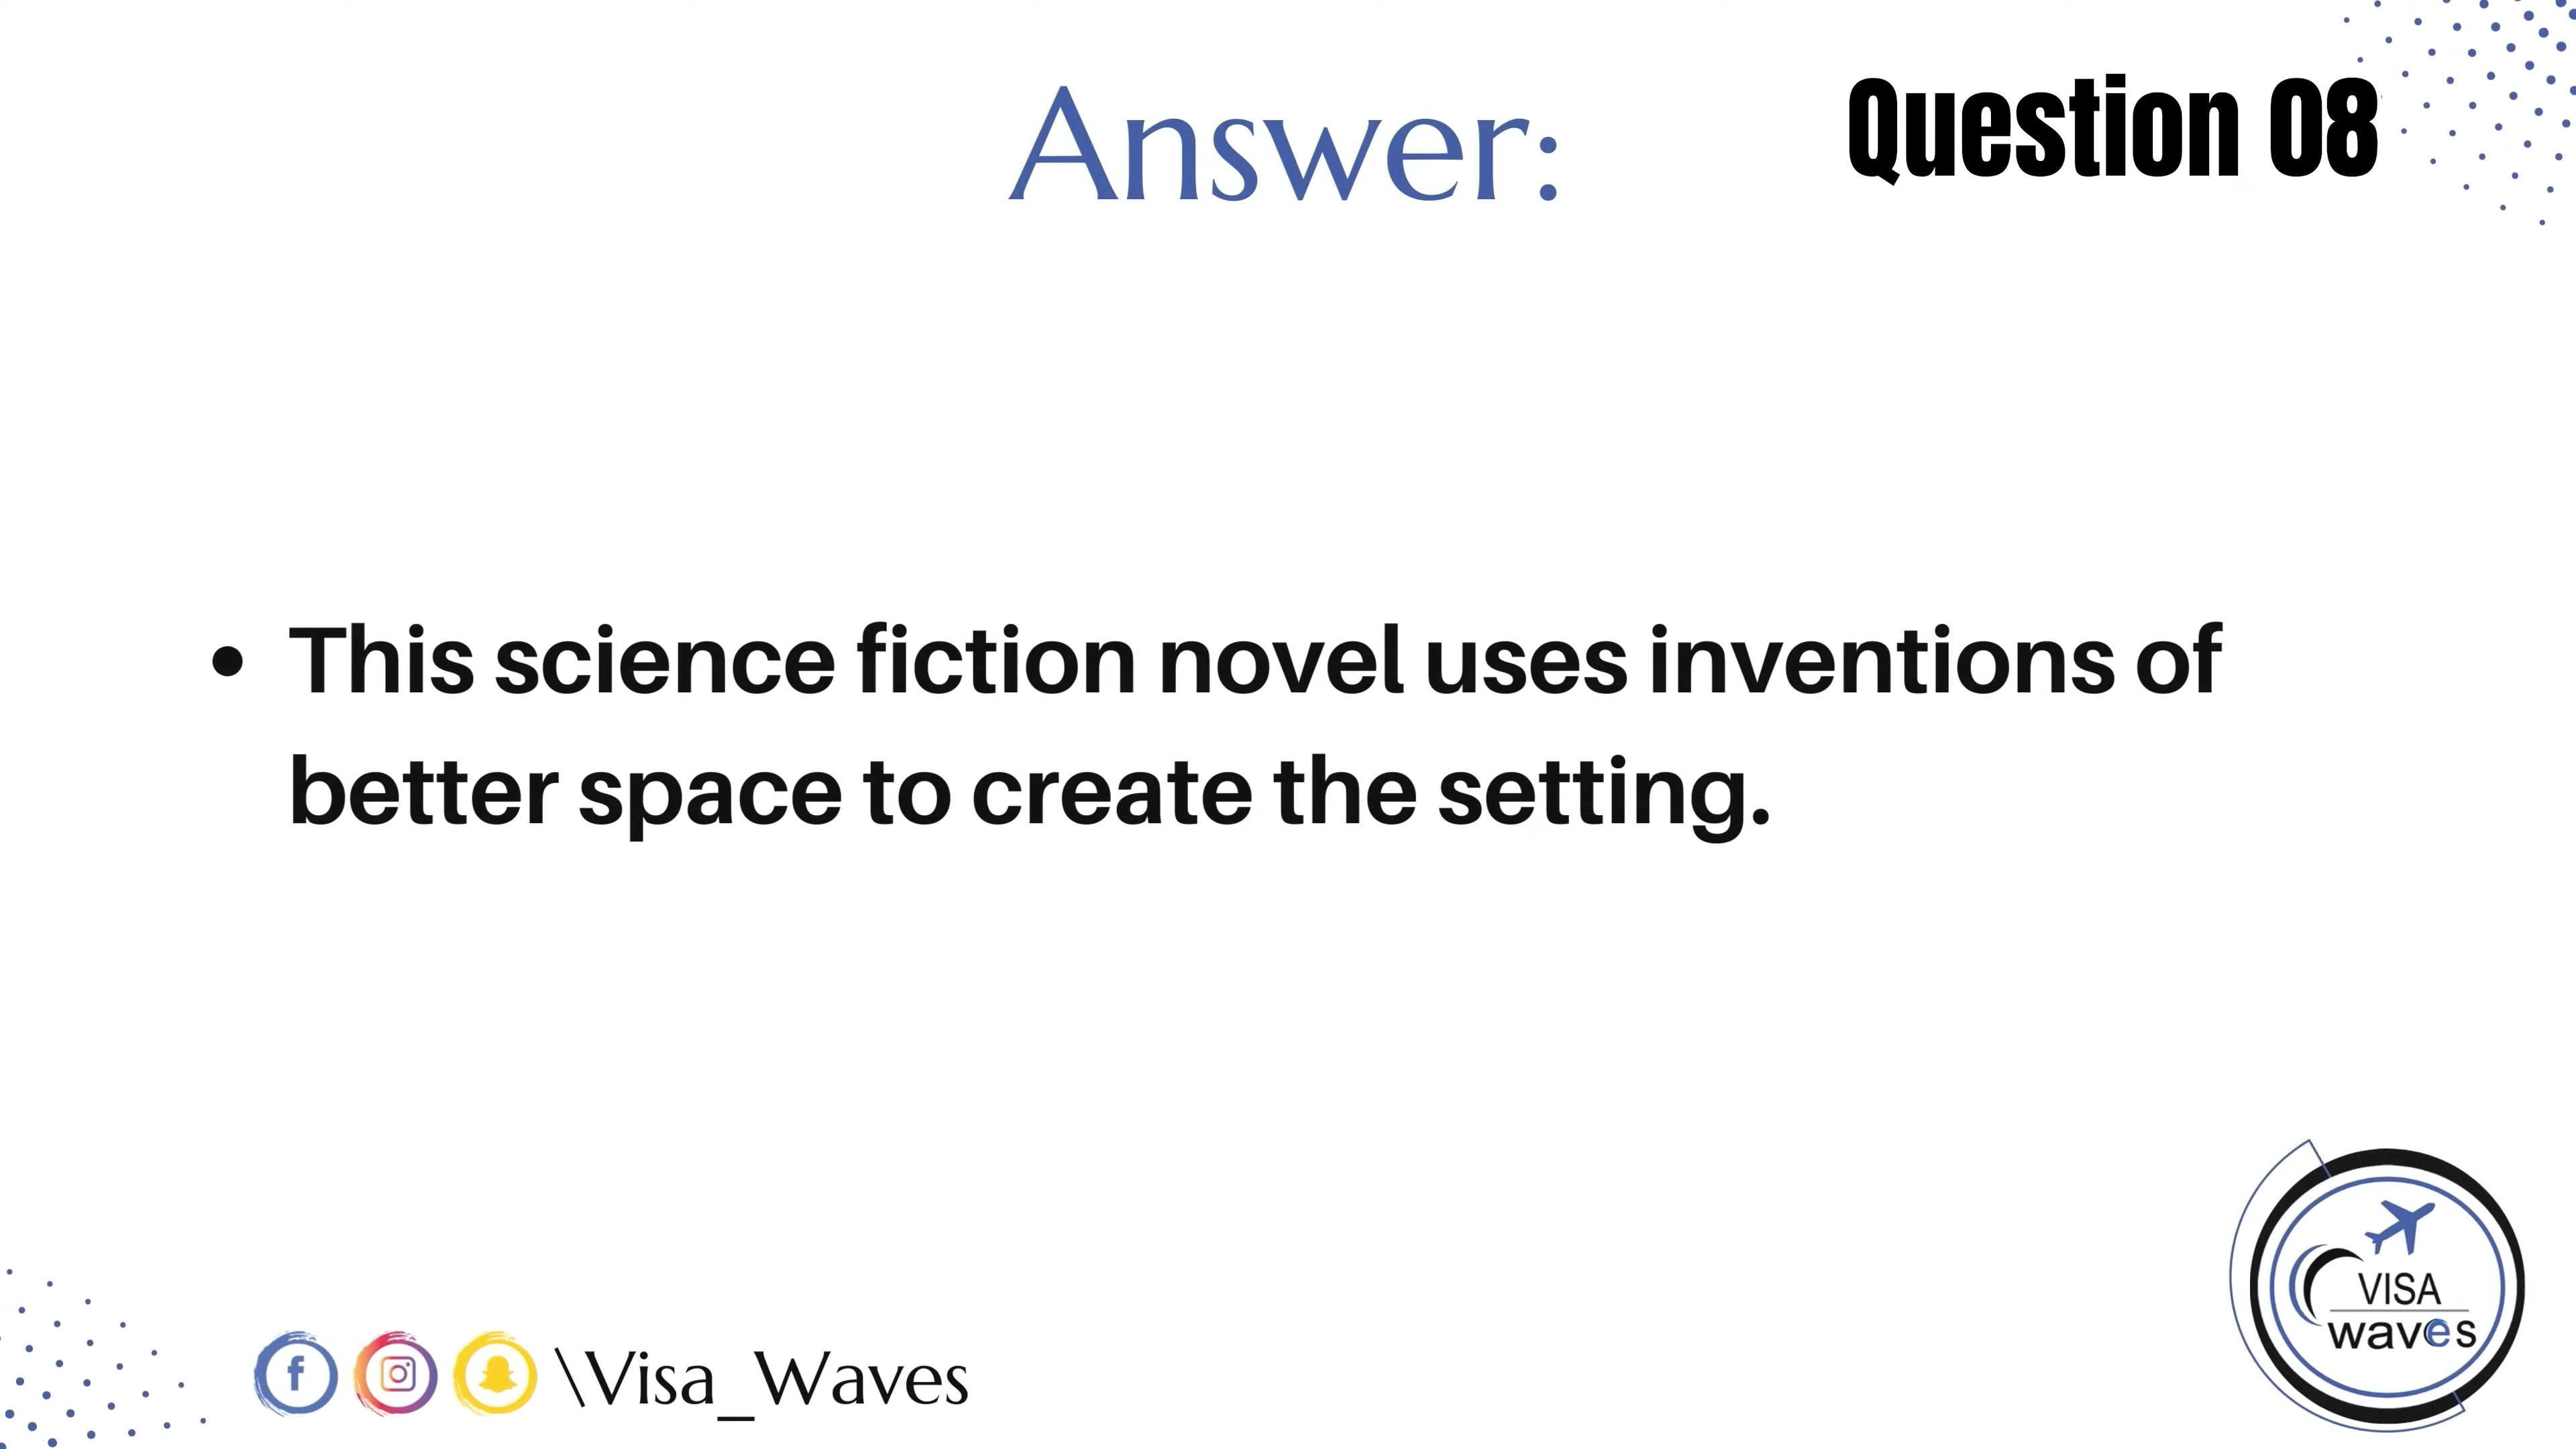 Answer:
Question 08
• This science fiction novel uses inventions of
better space to create the setting.
\Visa_Waves
VISA
waves